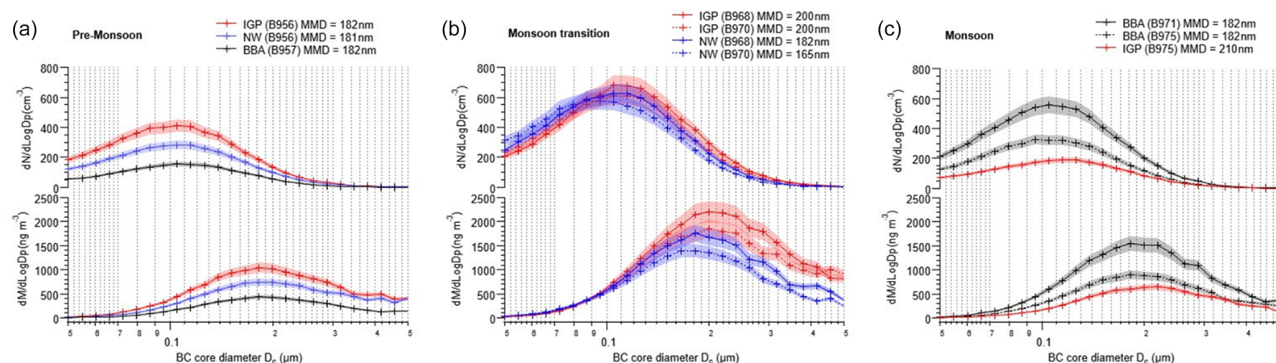 (a)
Pre-Monsoon
IGP (B956) MMD = 182nm
NW (B956) MMD = 181nm
BBA (B957) MMD = 182nm
800
600
400
200
0
dN/dLogDp(cm⁻³)
2500
2000
1500
1000
500
0
dM/dLogDp(ng m⁻³)
5 6 7 8 9 0.1 2 3 4 5
BC core diameter Dc (µm)
(b)
Monsoon transition
IGP (B968) MMD = 200nm
IGP (B970) MMD = 200nm
NW (B968) MMD = 182nm
NW (B970) MMD = 165nm
800
600
400
200
0
dN/dLogDp(cm⁻³)
2500
2000
1500
1000
500
0
dM/dLogDp(ng m⁻³)
5 6 7 8 9 0.1 2 3 4 5
BC core diameter Dc (µm)
(c)
Monsoon
BBA (B971) MMD = 182nm
BBA (B975) MMD = 182nm
IGP (B975) MMD = 210nm
800
600
400
200
0
dN/dLogDp(cm⁻³)
2500
2000
1500
1000
500
0
dM/dLogDp(ng m⁻³)
5 6 7 8 9 0.1 2 3 4 5
BC core diameter Dc (µm)